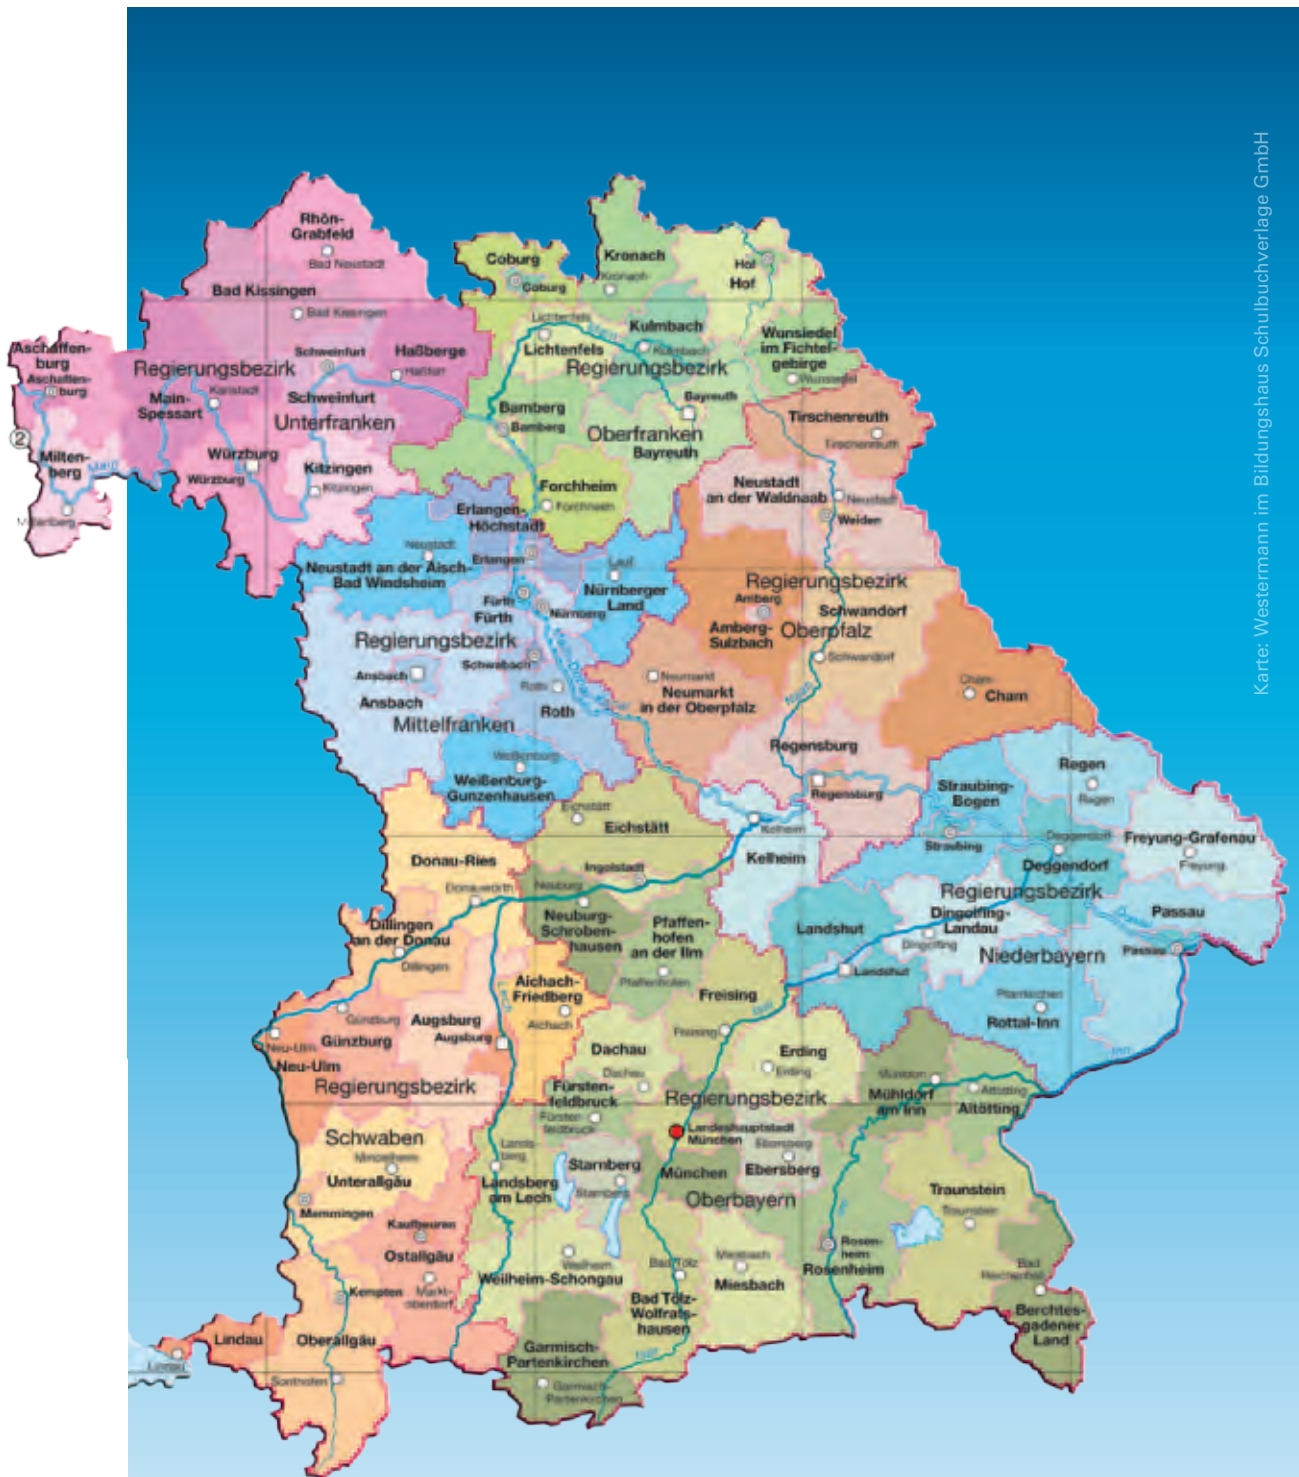 Rhön-
Grabfeld
Bad Neustadt
Bad Kissingen
Bad Kissingen
Coburg
Coburg
Kronach
Kronach
Hof
Hof
Lichtenfels
Lichtenfels
Main
Kulmbach
Kulmbach
Wunsiedel
im Fichtel-
gebirge
Wunsiedel
Aschaffen-
burg
Aschaffen-
burg
Regierungsbezirk
Unterfranken
Main-
Spessart
Karlstadt
Schweinfurt
Schweinfurt
Haßberge
Haßfurt
Regierungsbezirk
Oberfranken
Bayreuth
Bayreuth
Bamberg
Bamberg
Tirschenreuth
Tirschenreuth
2
Milten-
berg
Miltenberg
Main
Würzburg
Würzburg
Kitzingen
Kitzingen
Forchheim
Forchheim
Neustadt
an der Waldnaab
Neustadt
Weiden
Erlangen-
Höchstadt
Erlangen
Neustadt
Neustadt an der Aisch-
Bad Windsheim
Lauf
Nürnberger
Land
Fürth
Fürth
Nürnberg
Regierungsbezirk
Mittelfranken
Schwabach
Ansbach
Ansbach
Roth
Roth
Weißenburg
Weißenburg-
Gunzenhausen
Regierungsbezirk
Oberpfalz
Amberg
Amberg-
Sulzbach
Schwandorf
Schwandorf
Neumarkt
Neumarkt
in der Oberpfalz
Naab
Cham
Cham
Regensburg
Regensburg
Regen
Regen
Straubing-
Bogen
Straubing
Eichstätt
Eichstätt
Kelheim
Kelheim
Deggendorf
Deggendorf
Freyung-Grafenau
Freyung
Donau-Ries
Donauwörth
Ingolstadt
Neuburg
Neuburg-
Schroben-
hausen
Pfaffen-
hofen
an der Ilm
Pfaffenhofen
Regierungsbezirk
Niederbayern
Landshut
Landshut
Dingolfing-
Landau
Dingolfing
Donau
Passau
Passau
Dillingen
an der Donau
Dillingen
Lech
Aichach-
Friedberg
Aichach
Freising
Freising
Isar
Pfarrkirchen
Rottal-Inn
Inn
Günzburg
Günzburg
Augsburg
Augsburg
Neu-Ulm
Neu-Ulm
Dachau
Dachau
Erding
Erding
Regierungsbezirk
Schwaben
Fürsten-
feldbruck
Fürsten-
feldbruck
Regierungsbezirk
Oberbayern
Mühldorf
Mühldorf
am Inn
Altötting
Altötting
Landeshauptstadt
München
München
Ebersberg
Ebersberg
Mindelheim
Unterallgäu
Memmingen
Lands-
berg
Landsberg
am Lech
Starnberg
Starnberg
Traunstein
Traunstein
Kaufbeuren
Ostallgäu
Markt-
oberdorf
Weilheim
Weilheim-Schongau
Bad Tölz
Bad Tölz-
Wolfrats-
hausen
Miesbach
Miesbach
Inn
Rosen-
heim
Rosenheim
Bad
Reichenhall
Berchtes-
gadener
Land
Kempten
Oberallgäu
Sonthofen
Lindau
Lindau
Garmisch-
Partenkirchen
Garmisch-
Partenkirchen
Isar
Karte: Westermann im Bildungshaus Schulbuchverlage GmbH